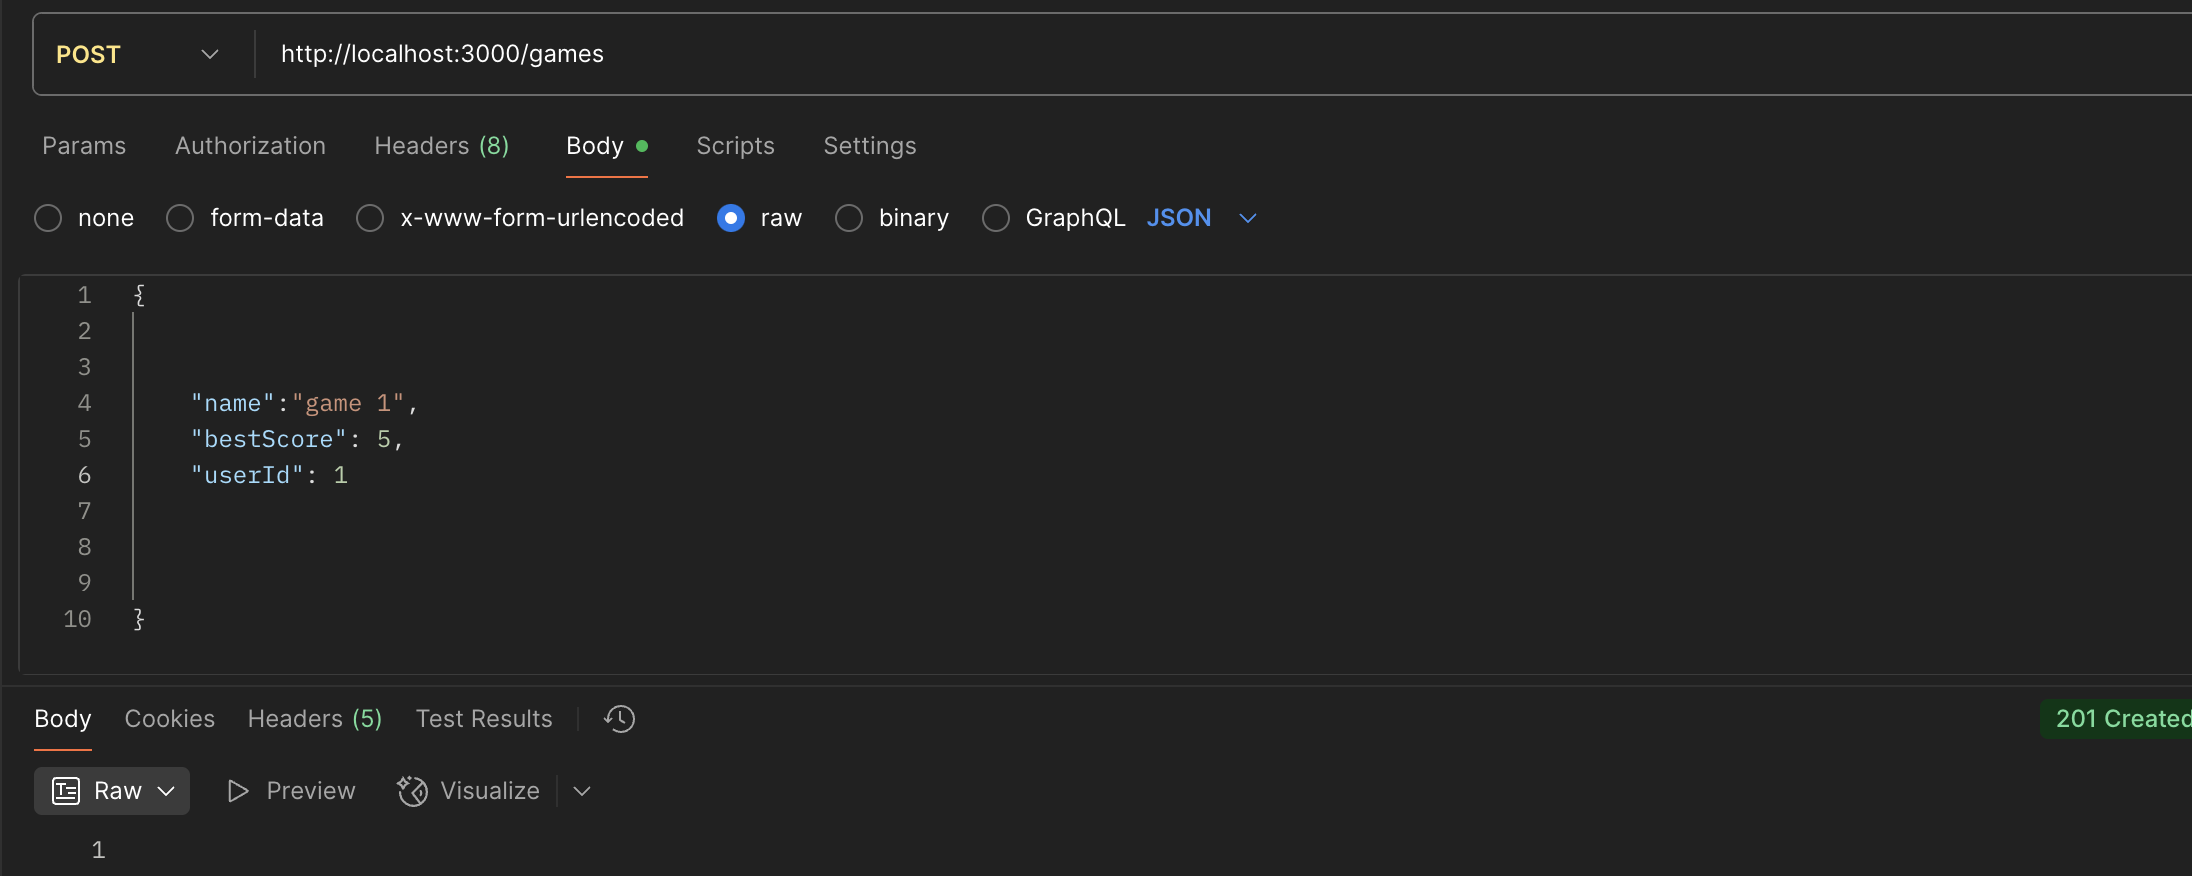 POST http://localhost:3000/games
Params Authorization Headers (8) Body Scripts Settings
none form-data x-www-form-urlencoded raw binary GraphQL JSON
1 {
2
3
4 "name":"game 1",
5 "bestScore": 5,
6 "userId": 1
7
8
9
10 }
Body Cookies Headers (5) Test Results 201 Created
Raw Preview Visualize
1